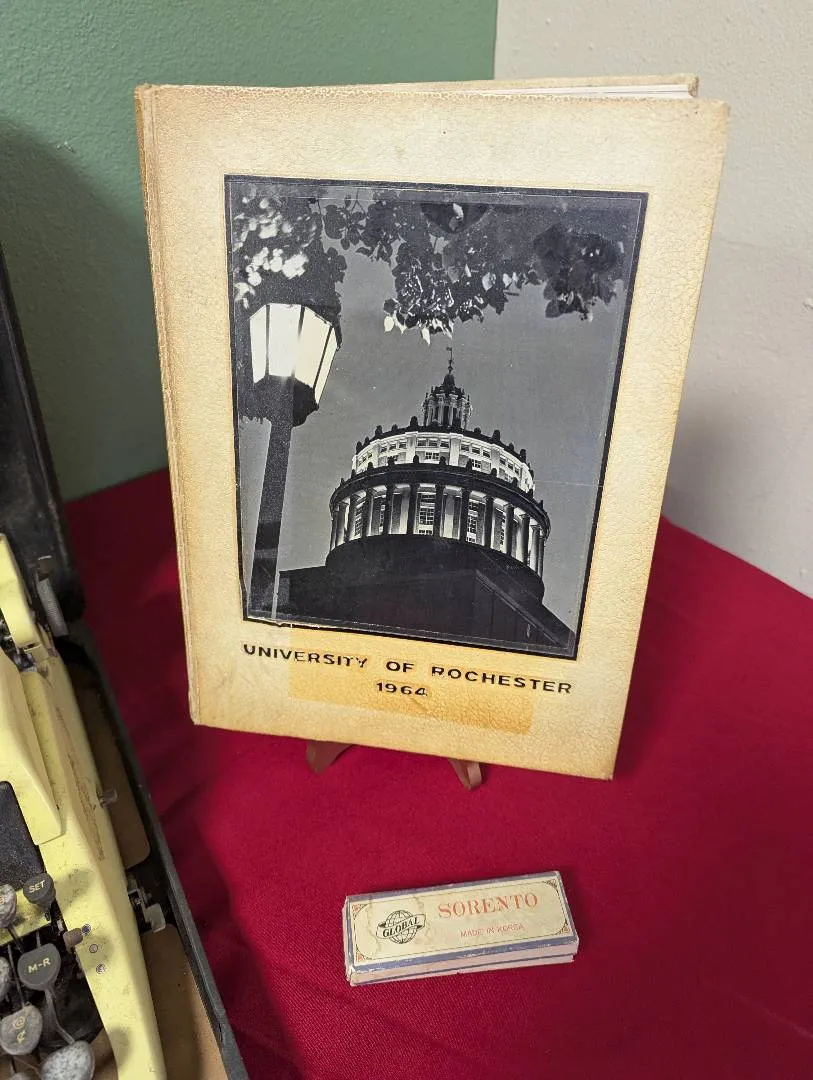 UNIVERSITY OF ROCHESTER
1964
SORENTO
GLOBAL
MADE IN KOREA
SET
M-R